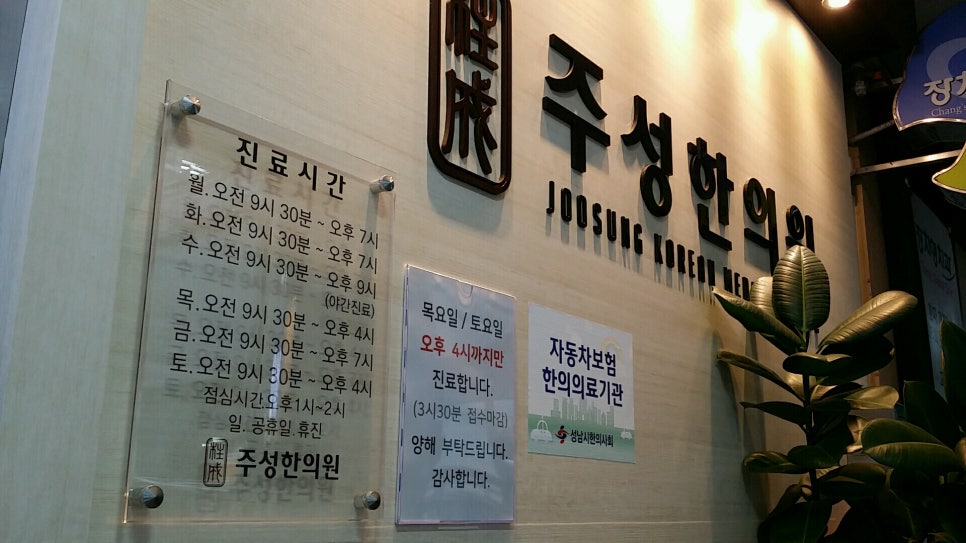 주성한의원
JOOSUNG KOREAN
진료시간
월. 오전 9시 30분 ~ 오후 7시
화. 오전 9시 30분 ~ 오후 7시
수. 오전 9시 30분 ~ 오후 9시
(야간진료)
목. 오전 9시 30분 ~ 오후 4시
금. 오전 9시 30분 ~ 오후 7시
토. 오전 9시 30분 ~ 오후 4시
점심시간.오후1시~2시
일. 공휴일. 휴진
주성한의원
목요일 / 토요일
오후 4시까지만
진료합니다.
(3시30분 접수마감)
양해 부탁드립니다.
감사합니다.
자동차보험
한의의료기관
성남시한의사회